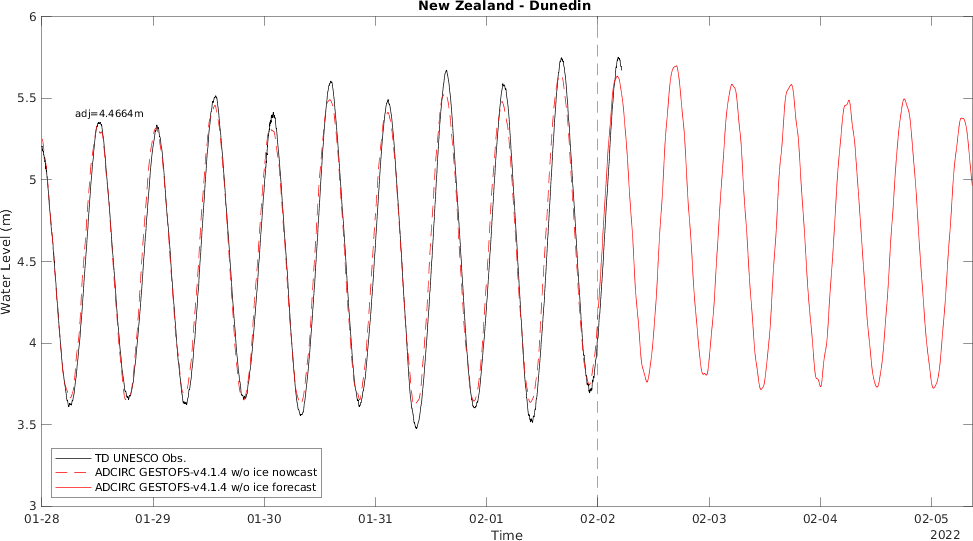 New Zealand - Dunedin
6
5.5
adj=4.4664m
5
4.5
4
3.5
3
Water Level (m)
TD UNESCO Obs.
ADCIRC GESTOFS-v4.1.4 w/o ice nowcast
ADCIRC GESTOFS-v4.1.4 w/o ice forecast
01-28 01-29 01-30 01-31 02-01 02-02 02-03 02-04 02-05
Time
2022